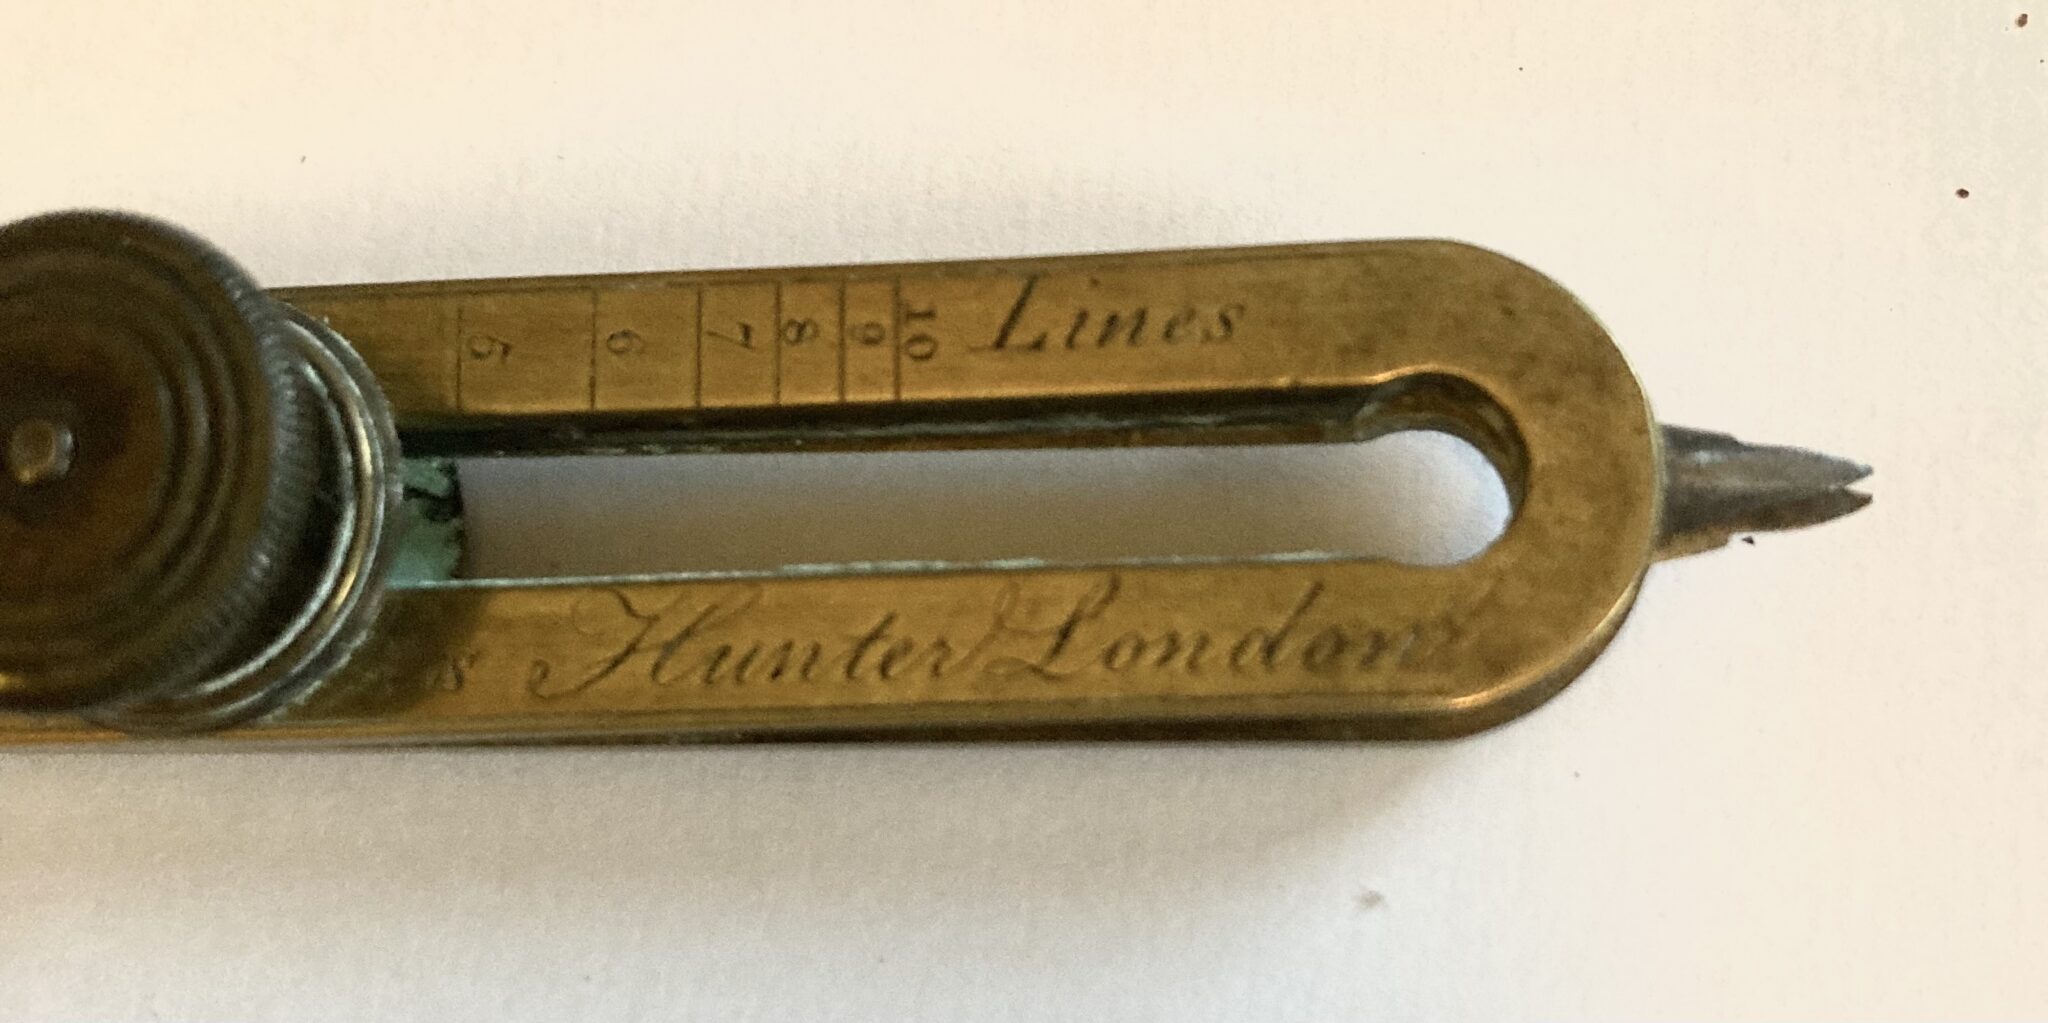 5 6 7 8 9 10 Lines
s Hunter London